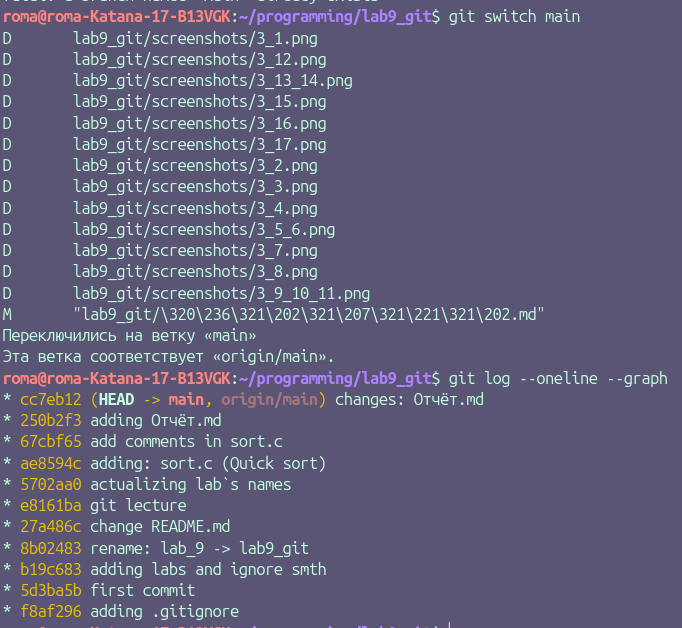 roma@roma-Katana-17-B13VGK:~/programming/lab9_git$ git switch main
D       lab9_git/screenshots/3_1.png
D       lab9_git/screenshots/3_12.png
D       lab9_git/screenshots/3_13_14.png
D       lab9_git/screenshots/3_15.png
D       lab9_git/screenshots/3_16.png
D       lab9_git/screenshots/3_17.png
D       lab9_git/screenshots/3_2.png
D       lab9_git/screenshots/3_3.png
D       lab9_git/screenshots/3_4.png
D       lab9_git/screenshots/3_5_6.png
D       lab9_git/screenshots/3_7.png
D       lab9_git/screenshots/3_8.png
D       lab9_git/screenshots/3_9_10_11.png
M       "lab9_git/\320\236\321\202\321\207\321\221\321\202.md"
Переключились на ветку «main»
Эта ветка соответствует «origin/main».
roma@roma-Katana-17-B13VGK:~/programming/lab9_git$ git log --oneline --graph
* cc7eb12 (HEAD -> main, origin/main) changes: Отчёт.md
* 250b2f3 adding Отчёт.md
* 67cbf65 add comments in sort.c
* ae8594c adding: sort.c (Quick sort)
* 5702aa0 actualizing lab`s names
* e8161ba git lecture
* 27a486c change README.md
* 8b02483 rename: lab_9 -> lab9_git
* b19c683 adding labs and ignore smth
* 5d3ba5b first commit
* f8af296 adding .gitignore